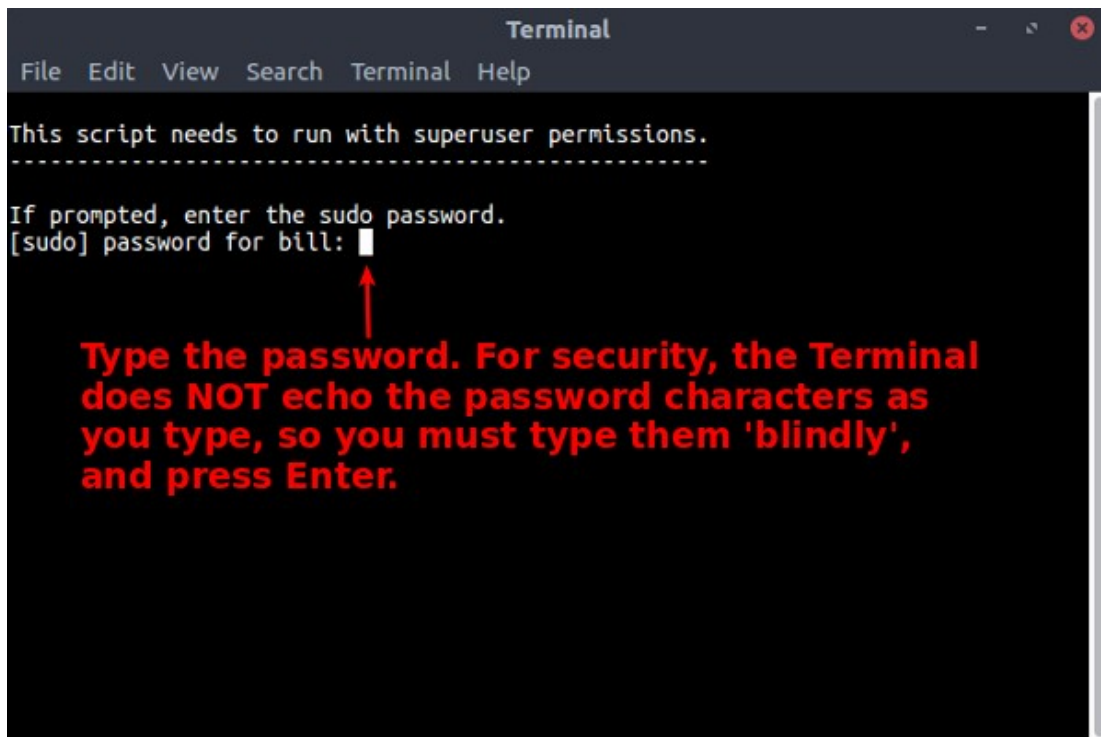 Terminal
File Edit View Search Terminal Help
This script needs to run with superuser permissions.
----------------------------------------------------
If prompted, enter the sudo password.
[sudo] password for bill:
Type the password. For security, the Terminal
does NOT echo the password characters as
you type, so you must type them 'blindly',
and press Enter.